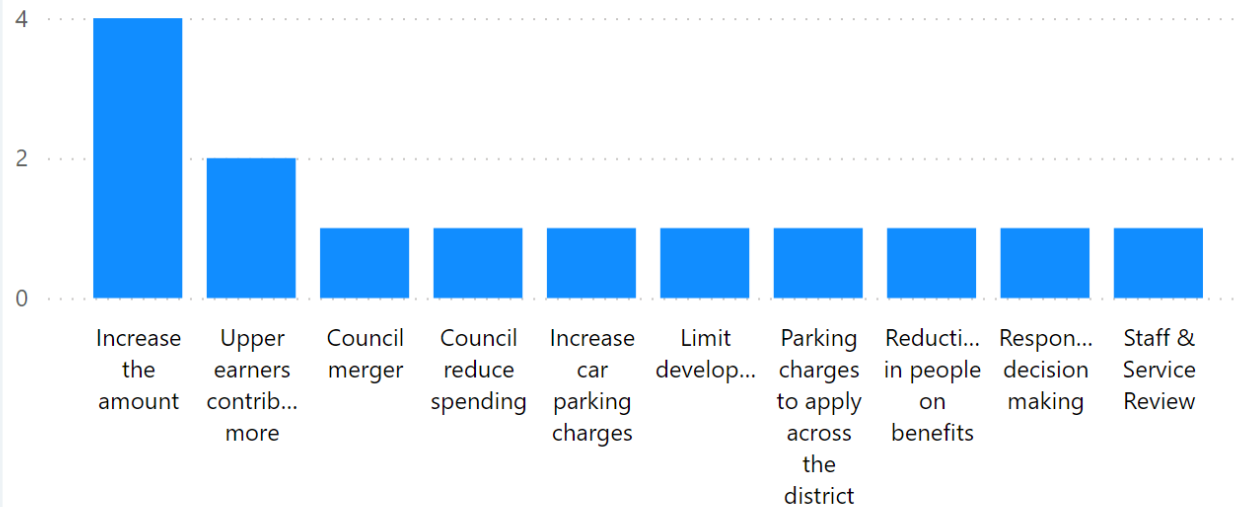 4
2
0
Increase
the
amount
Upper
earners
contrib...
more
Council
merger
Council
reduce
spending
Increase
car
parking
charges
Limit
develop...
Parking
charges
to apply
across
the
district
Reducti...
in people
on
benefits
Respon...
decision
making
Staff &
Service
Review